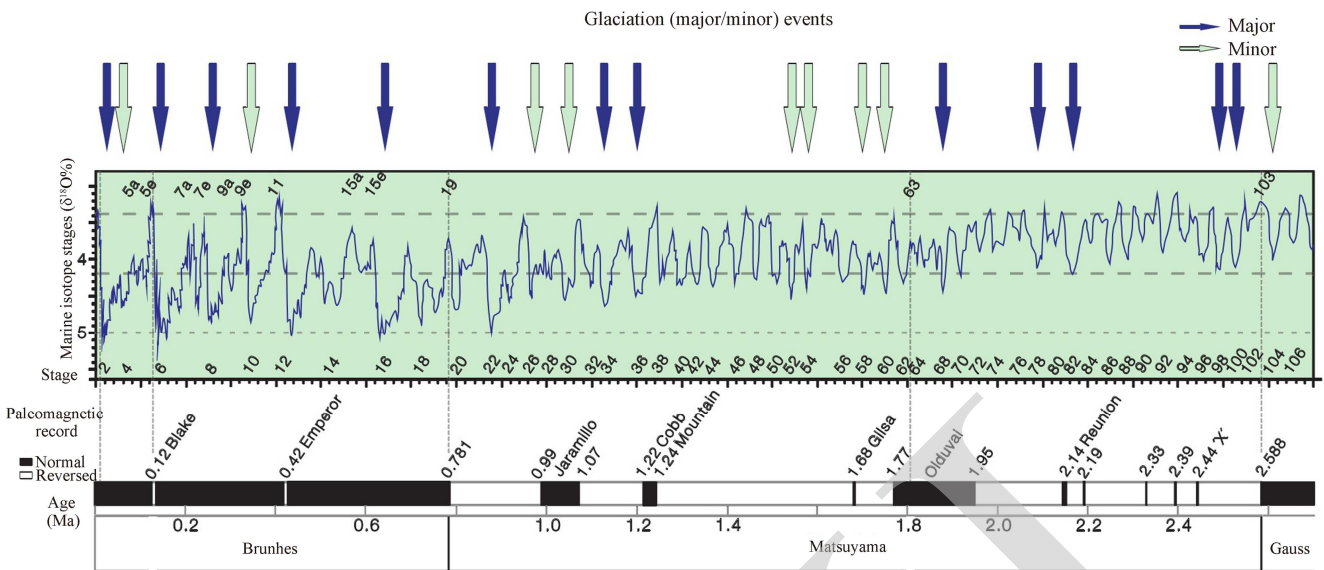 Glaciation (major/minor) events
Major
Minor
Marine isotope stages (δ¹⁸O%)
4
5
5a 5e 7a 7e 9a 9e 11 15a 15e 19 63 103
Stage
2 4 6 8 10 12 14 16 18 20 22 24 26 28 30 32 34 36 38 40 42 44 46 48 50 52 54 56 58 60 62 64 68 70 72 74 76 78 80 82 84 86 88 90 92 94 96 98 100 102 104 106
Palcomagnetic
record
Normal
Reversed
0.12 Blake
0.42 Emperor
0.781
0.99
Jaramillo
1.07
1.22 Cobb
1.24 Mountain
1.68 Gilsa
1.77
Olduvai
1.95
2.14 Reunion
2.19
2.33
2.39
2.44 'X'
2.588
Age
(Ma)
0.2 0.6 1.0 1.2 1.4 1.8 2.0 2.2 2.4
Brunhes Matsuyama Gauss